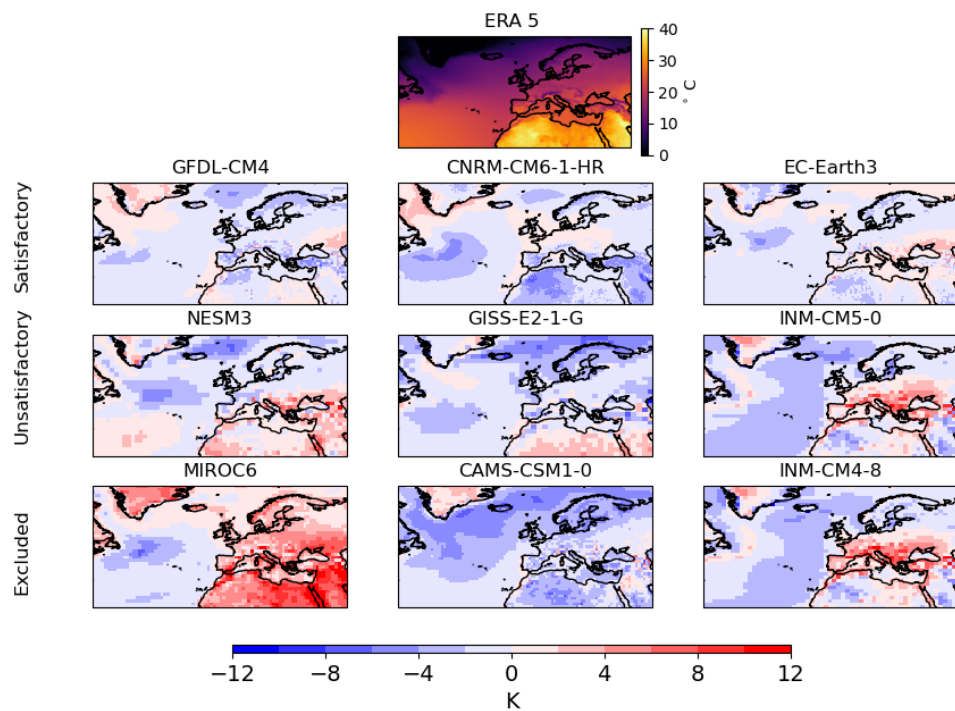 ERA 5
40
30
20
10
0
° C
GFDL-CM4
CNRM-CM6-1-HR
EC-Earth3
Satisfactory
NESM3
GISS-E2-1-G
INM-CM5-0
Unsatisfactory
MIROC6
CAMS-CSM1-0
INM-CM4-8
Excluded
−12 −8 −4 0 4 8 12
K